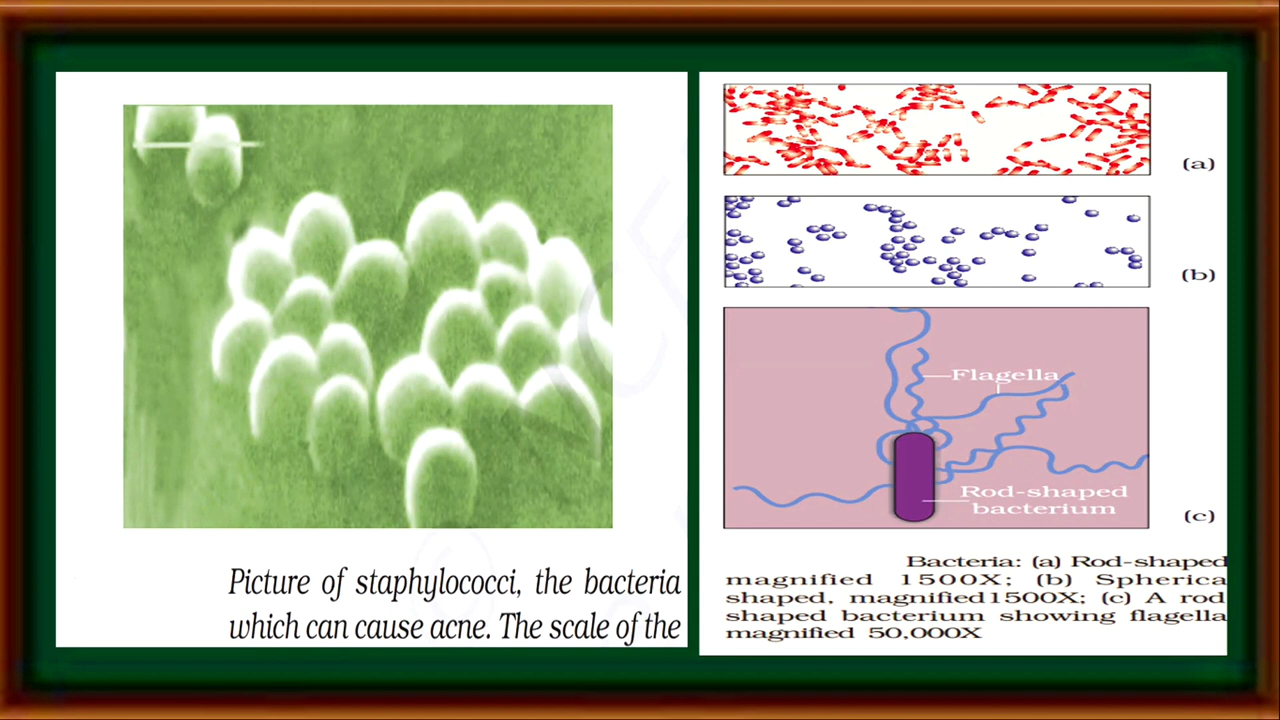 Picture of staphylococci, the bacteria
which can cause acne. The scale of the
(a)
(b)
Flagella
Rod-shaped
bacterium
(c)
Bacteria: (a) Rod-shaped
magnified 1500X; (b) Spherica
shaped, magnified1500X; (c) A rod
shaped bacterium showing flagella
magnified 50,000X